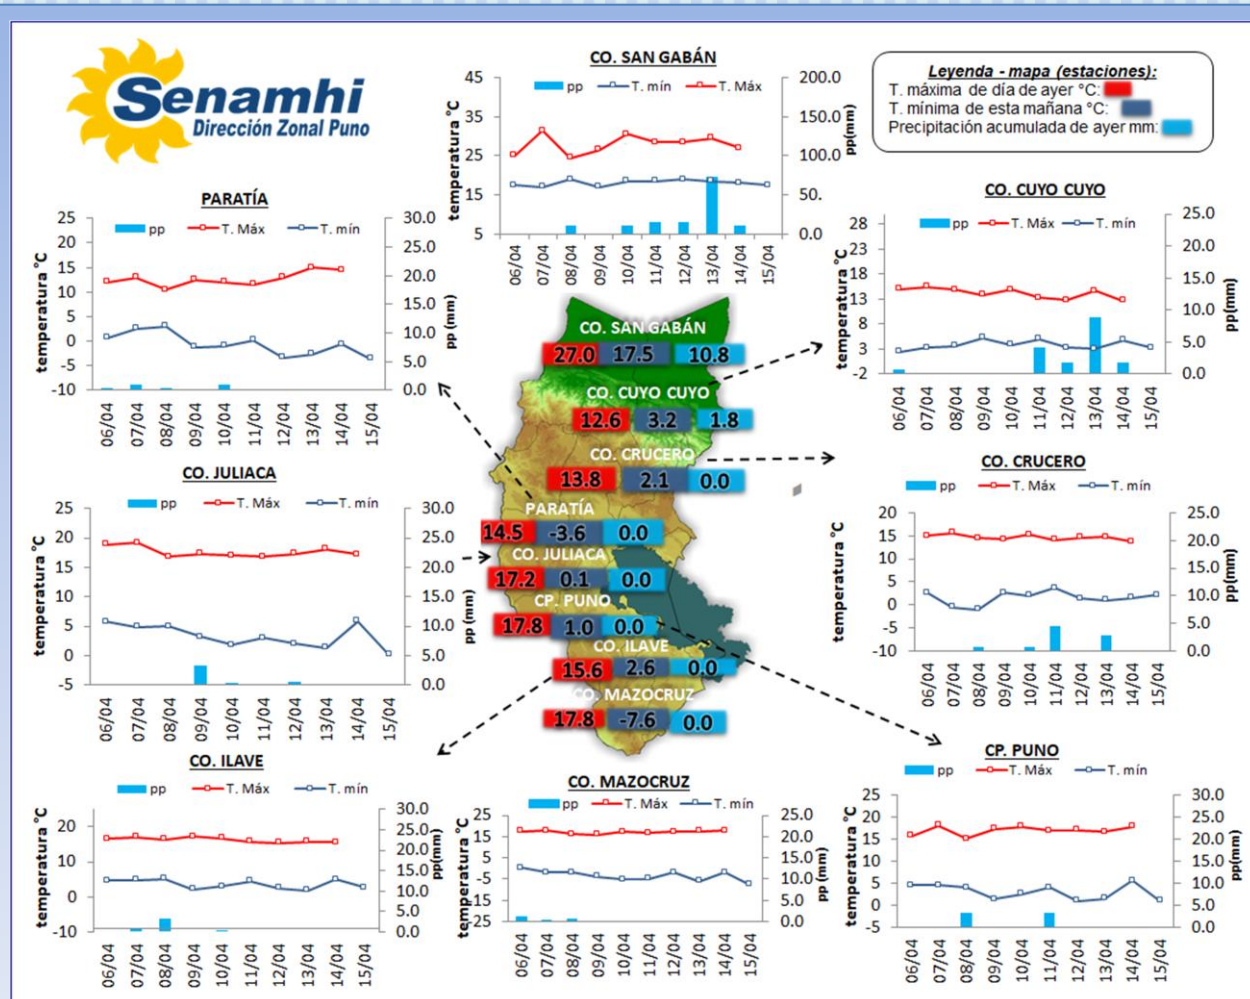 Senamhi
Dirección Zonal Puno
CO. SAN GABÁN
pp T. mín T. Máx
temperatura °C
45
35
25
15
5
200.0
150.0
100.0
50.
0.0
pp(mm)
06/04 07/04 08/04 09/04 10/04 11/04 12/04 13/04 14/04 15/04
Leyenda - mapa (estaciones):
T. máxima de día de ayer °C:
T. mínima de esta mañana °C:
Precipitación acumulada de ayer mm:
PARATÍA
pp T. Máx T. mín
temperatura °C
25
20
15
10
5
0
-5
-10
30.0
25.0
20.0
15.0
10.0
5.0
0.0
pp (mm)
06/04 07/04 08/04 09/04 10/04 11/04 12/04 13/04 14/04 15/04
CO. CUYO CUYO
pp T. Máx T. mín
temperatura °C
28
23
18
13
8
3
-2
25.0
20.0
15.0
10.0
5.0
0.0
pp(mm)
06/04 07/04 08/04 09/04 10/04 11/04 12/04 13/04 14/04 15/04
CO. SAN GABÁN
27.0 17.5 10.8
CO. CUYO CUYO
12.6 3.2 1.8
CO. CRUCERO
13.8 2.1 0.0
PARATÍA
14.5 -3.6 0.0
CO. JULIACA
17.2 0.1 0.0
CP. PUNO
17.8 1.0 0.0
CO. ILAVE
15.6 2.6 0.0
CO. MAZOCRUZ
17.8 -7.6 0.0
CO. JULIACA
pp T. Máx T. mín
temperatura °C
25
20
15
10
5
0
-5
30.0
25.0
20.0
15.0
10.0
5.0
0.0
pp (mm)
06/04 07/04 08/04 09/04 10/04 11/04 12/04 13/04 14/04 15/04
CO. CRUCERO
pp T. Máx T. mín
temperatura °C
20
15
10
5
0
-5
-10
25.0
20.0
15.0
10.0
5.0
0.0
pp(mm)
06/04 07/04 08/04 09/04 10/04 11/04 12/04 13/04 14/04 15/04
CO. ILAVE
pp T. Máx T. mín
temperatura °C
20
10
0
-10
30.0
25.0
20.0
15.0
10.0
5.0
0.0
pp(mm)
06/04 07/04 08/04 09/04 10/04 11/04 12/04 13/04 14/04 15/04
CO. MAZOCRUZ
pp T. Máx T. mín
temperatura °C
25
15
5
-5
-15
-25
25.0
20.0
15.0
10.0
5.0
0.0
pp (mm)
06/04 07/04 08/04 09/04 10/04 11/04 12/04 13/04 14/04 15/04
CP. PUNO
pp T. Máx T. mín
temperatura °C
25
20
15
10
5
0
-5
30.0
25.0
20.0
15.0
10.0
5.0
0.0
pp(mm)
06/04 07/04 08/04 09/04 10/04 11/04 12/04 13/04 14/04 15/04